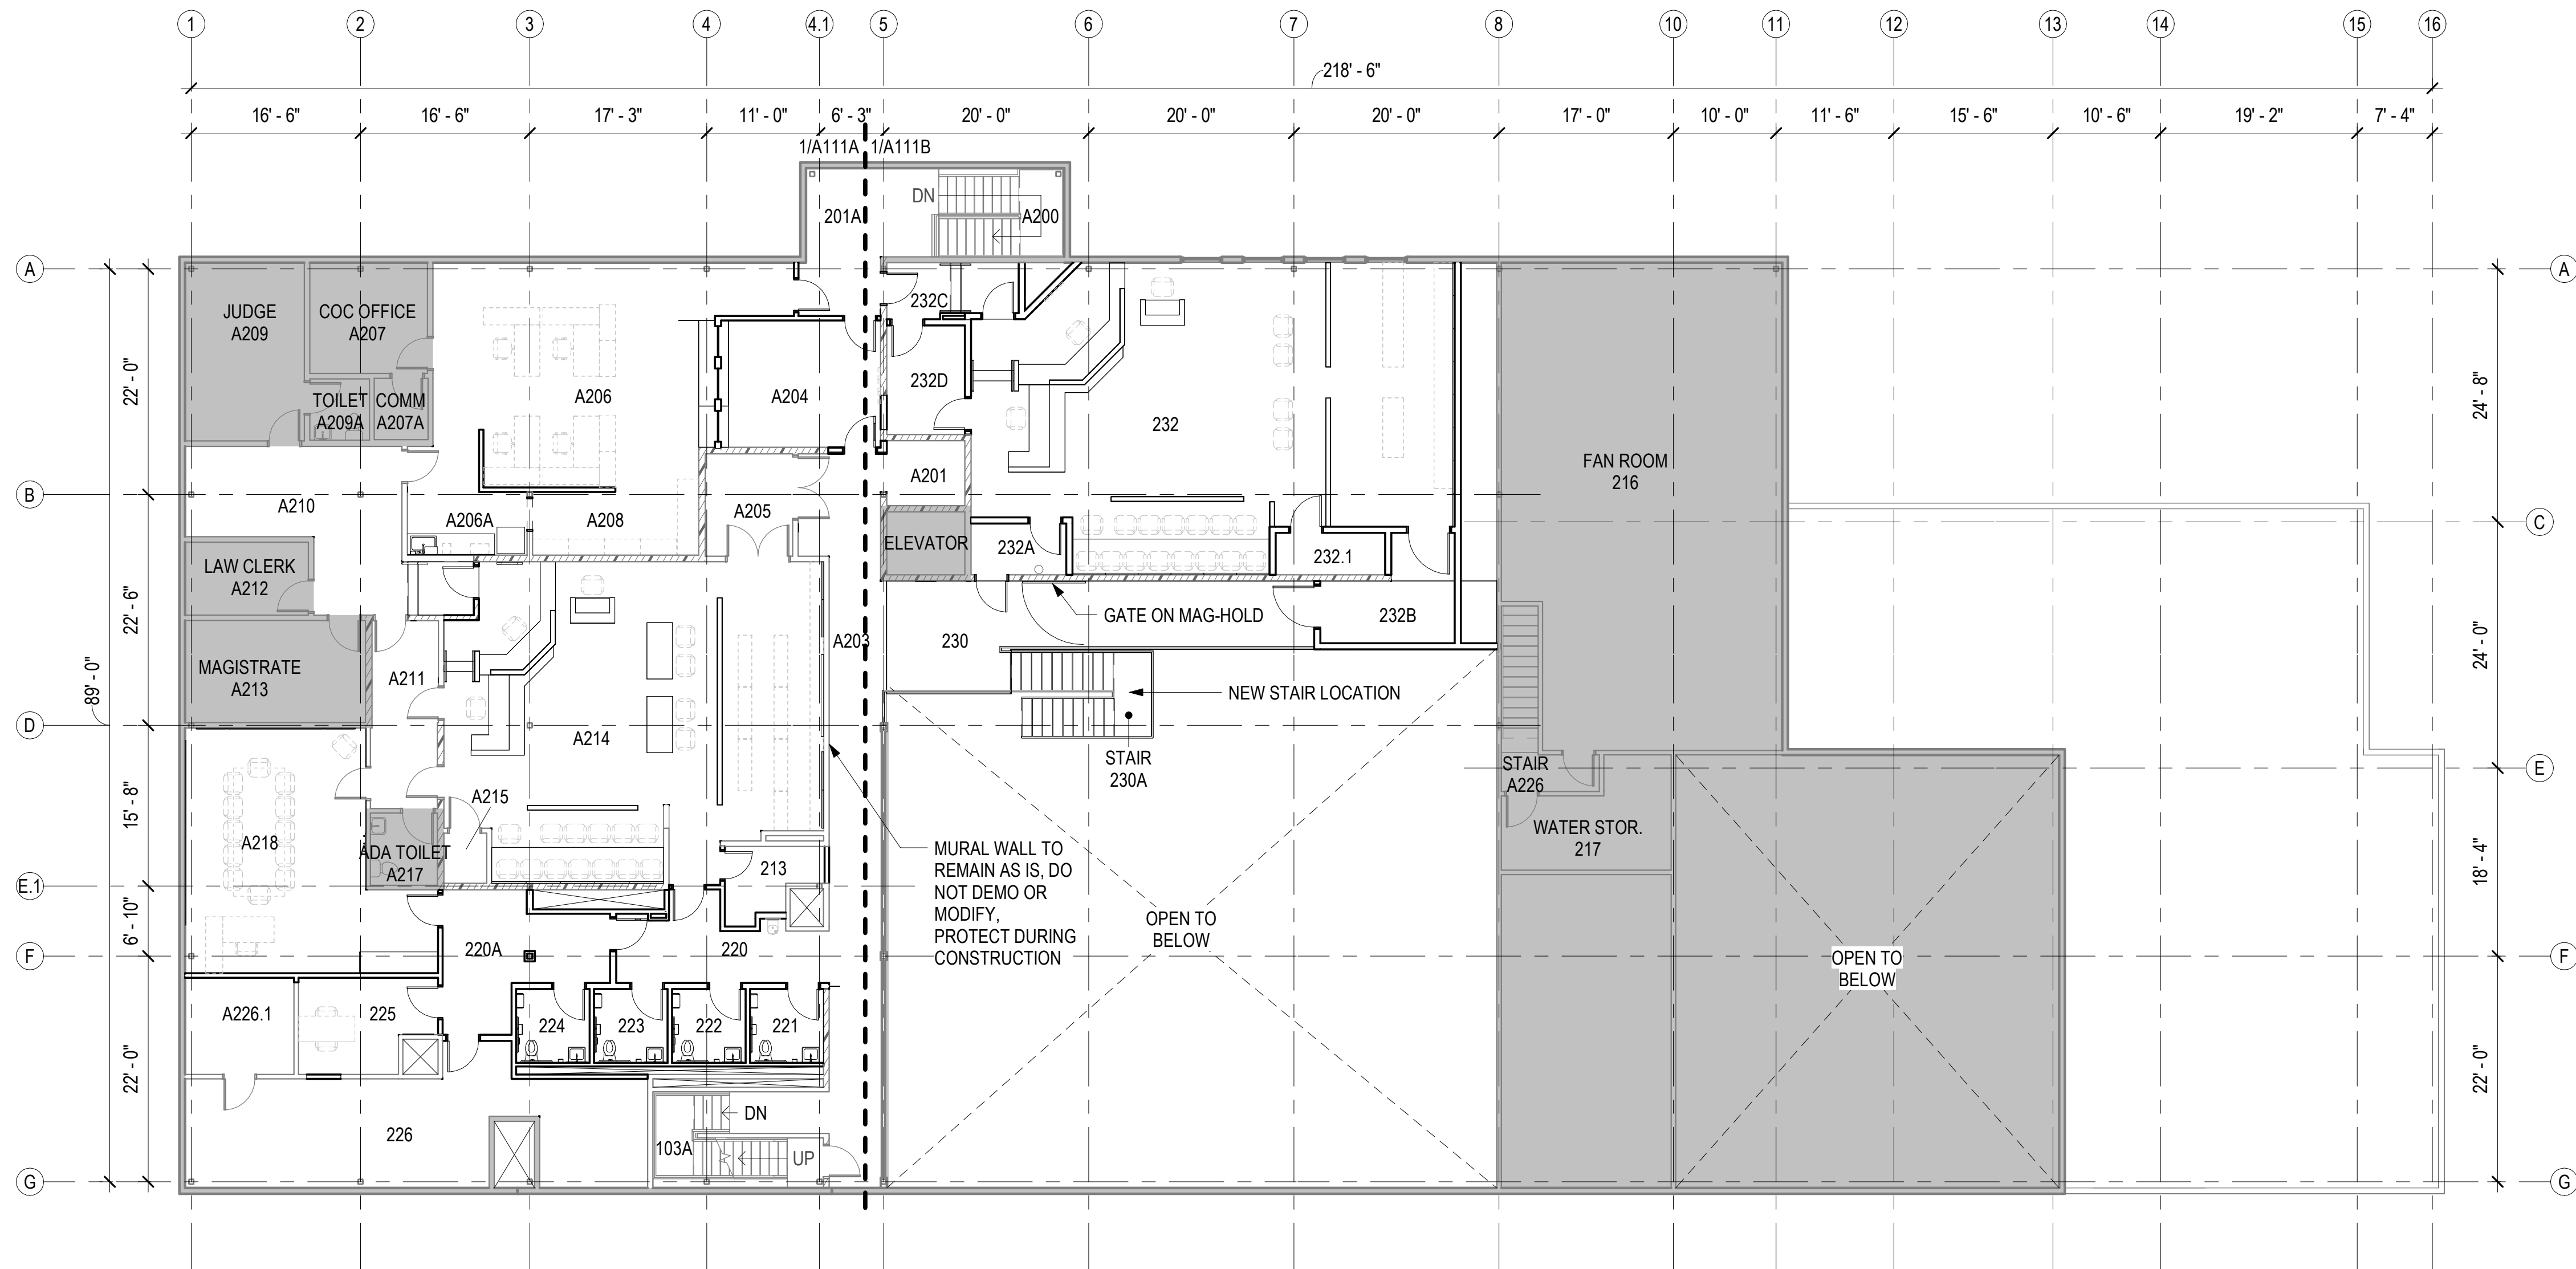 1 2 3 4 4.1 5 6 7 8 10 11 12 13 14 15 16
218' - 6"
16' - 6" 16' - 6" 17' - 3" 11' - 0" 6' - 3" 20' - 0" 20' - 0" 20' - 0" 17' - 0" 10' - 0" 11' - 6" 15' - 6" 10' - 6" 19' - 2" 7' - 4"
1/A111A 1/A111B
DN
201A A200
A A
JUDGE
A209
COC OFFICE
A207
TOILET
A209A
COMM
A207A
A206
A204
232C
232D
232
22' - 0"
24' - 8"
FAN ROOM
216
A201
B
A210
A206A
A208
A205
C
ELEVATOR
232A
232.1
LAW CLERK
A212
22' - 6"
GATE ON MAG-HOLD
232B
A203
230
MAGISTRATE
A213
A211
89' - 0"
24' - 0"
NEW STAIR LOCATION
D
A214
STAIR
230A
STAIR
A226
E
A215
15' - 8"
WATER STOR.
217
A218
ADA TOILET
A217
213
MURAL WALL TO
REMAIN AS IS, DO
NOT DEMO OR
MODIFY,
PROTECT DURING
CONSTRUCTION
18' - 4"
E.1
6' - 10"
OPEN TO
BELOW
220A
220
F F
OPEN TO
BELOW
A226.1
225
224
223
222
221
22' - 0"
22' - 0"
DN
226
103A
UP
G G